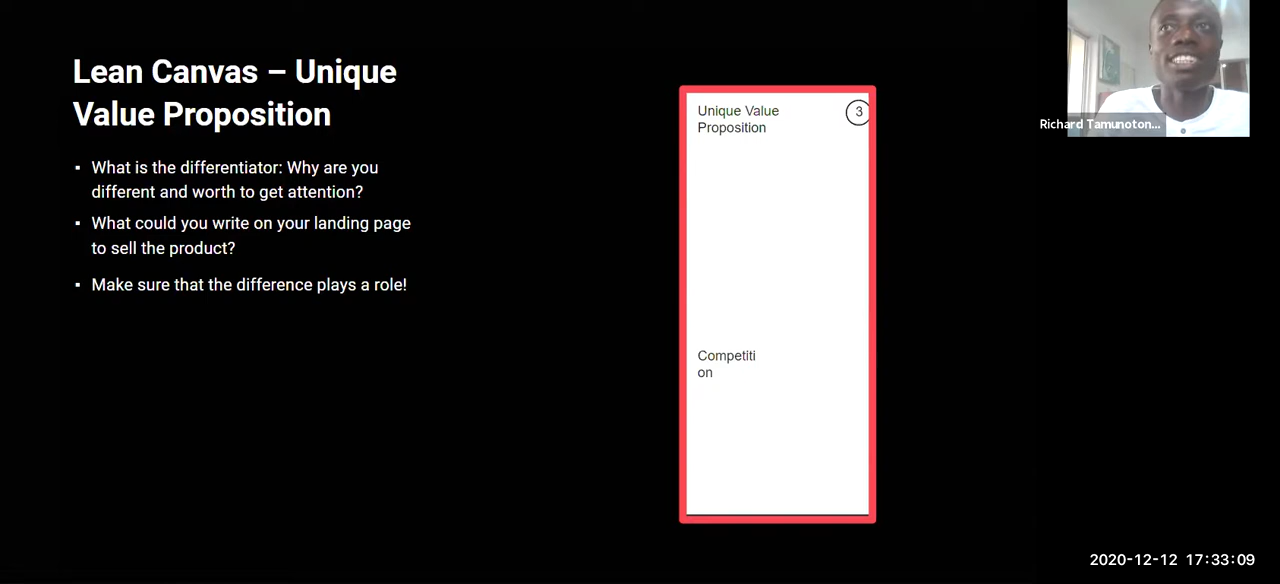 Lean Canvas – Unique
Value Proposition
▪ What is the differentiator: Why are you
different and worth to get attention?
▪ What could you write on your landing page
to sell the product?
▪ Make sure that the difference plays a role!
Unique Value
Proposition
3
Competiti
on
Richard Tamunoton...
2020-12-12 17:33:09